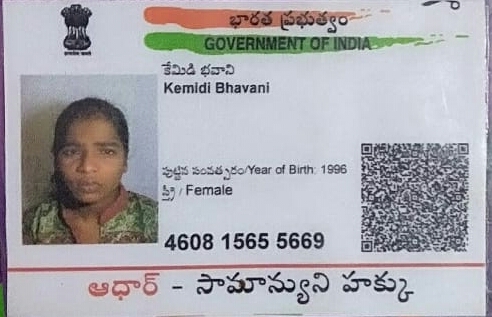 భారత ప్రభుత్వం
GOVERNMENT OF INDIA
కేమిడి భవాని
Kemidi Bhavani
పుట్టిన సంవత్సరం/Year of Birth: 1996
స్త్రీ / Female
4608 1565 5669
ఆధార్ - సామాన్యుని హక్కు